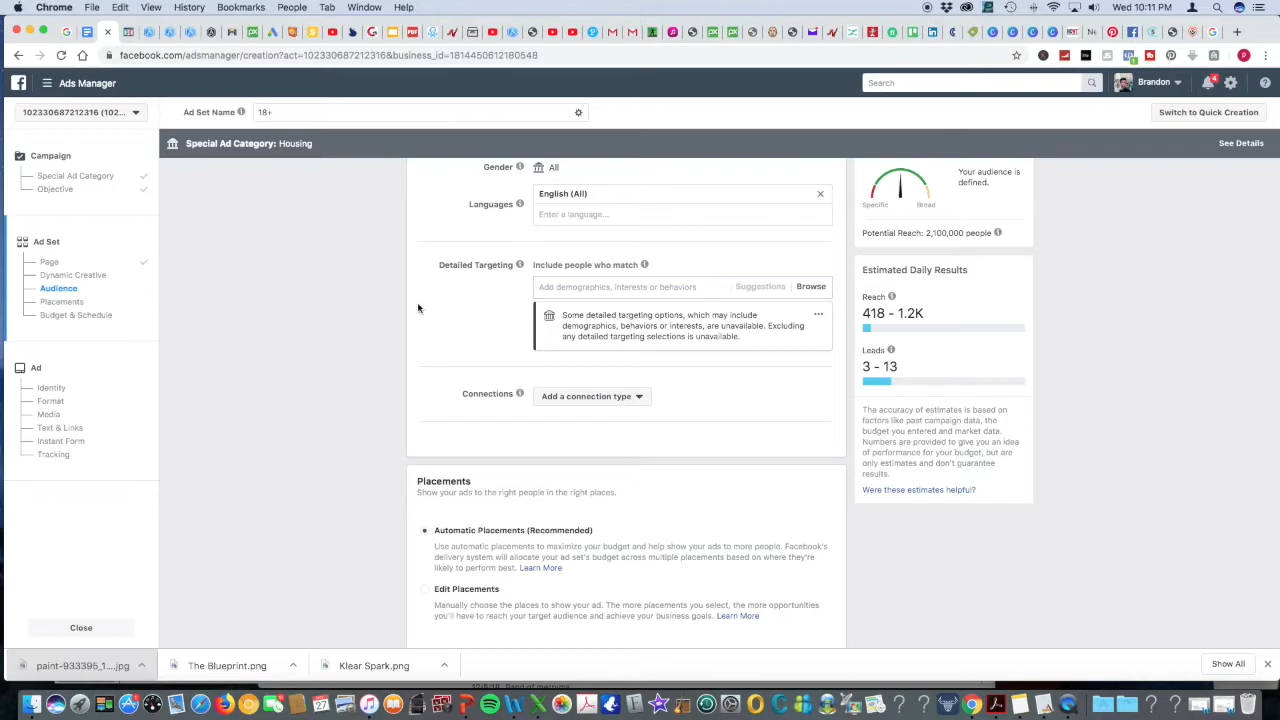 Chrome File Edit View History Bookmarks People Tab Window Help
Wed 10:11 PM
facebook.com/adsmanager/creation?act=102330687212316&business_id=1814450612180548
Ads Manager
Search
Brandon
4
102330687212316 (102...
Ad Set Name
18+
Switch to Quick Creation
Special Ad Category: Housing
See Details
Campaign
Special Ad Category
Objective
Ad Set
Page
Dynamic Creative
Audience
Placements
Budget & Schedule
Ad
Identity
Format
Media
Text & Links
Instant Form
Tracking
Close
Gender
All
Languages
English (All)
Enter a language...
Detailed Targeting
Include people who match
Add demographics, interests or behaviors
Suggestions
Browse
Some detailed targeting options, which may include
demographics, behaviors or interests, are unavailable. Excluding
any detailed targeting selections is unavailable.
Connections
Add a connection type
Placements
Show your ads to the right people in the right places.
Automatic Placements (Recommended)
Use automatic placements to maximize your budget and help show your ads to more people. Facebook's
delivery system will allocate your ad set's budget across multiple placements based on where they're
likely to perform best. Learn More
Edit Placements
Manually choose the places to show your ad. The more placements you select, the more opportunities
you'll have to reach your target audience and achieve your business goals. Learn More
Your audience is
defined.
Specific
Broad
Potential Reach: 2,100,000 people
Estimated Daily Results
Reach
418 - 1.2K
Leads
3 - 13
The accuracy of estimates is based on
factors like past campaign data, the
budget you entered and market data.
Numbers are provided to give you an idea
of performance for your budget, but are
only estimates and don't guarantee
results.
Were these estimates helpful?
paint-933395_1....jpg
The Blueprint.png
Klear Spark.png
Show All